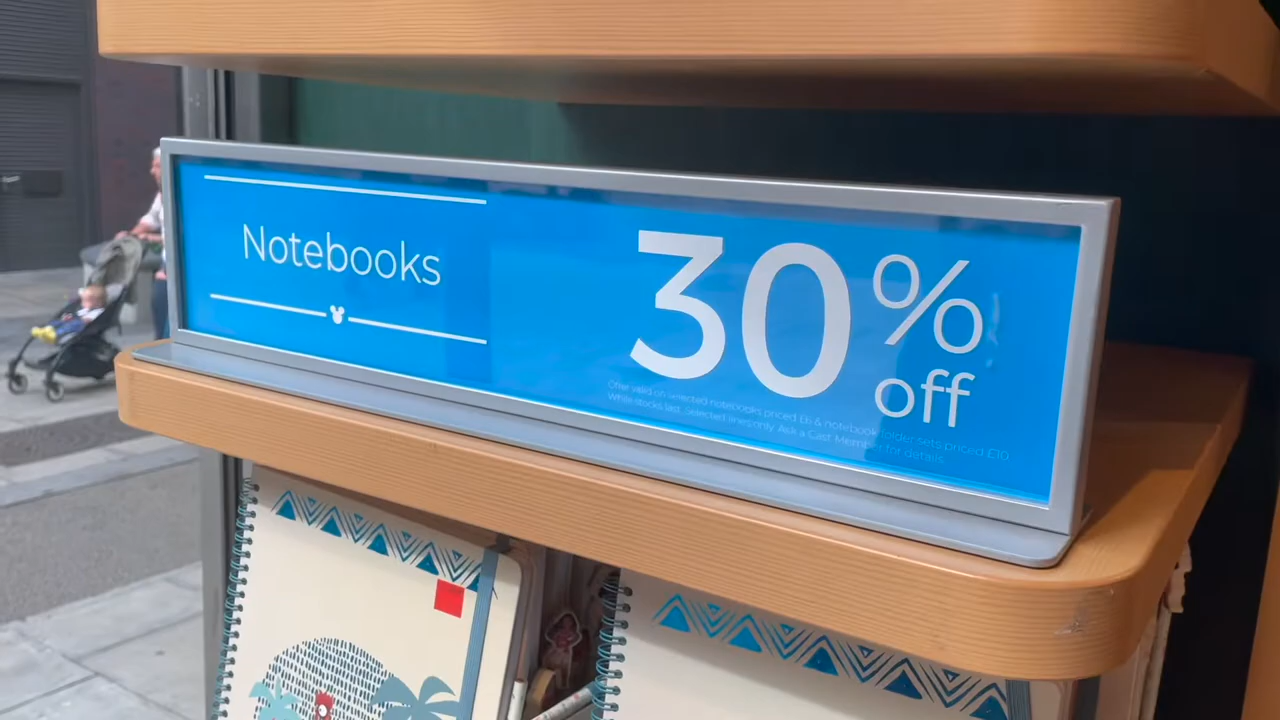 Notebooks
30%
off
Offer valid on selected notebooks priced £6 & notebook folder sets priced £10.
While stocks last. Selected lines only. Ask a Cast Member for details.